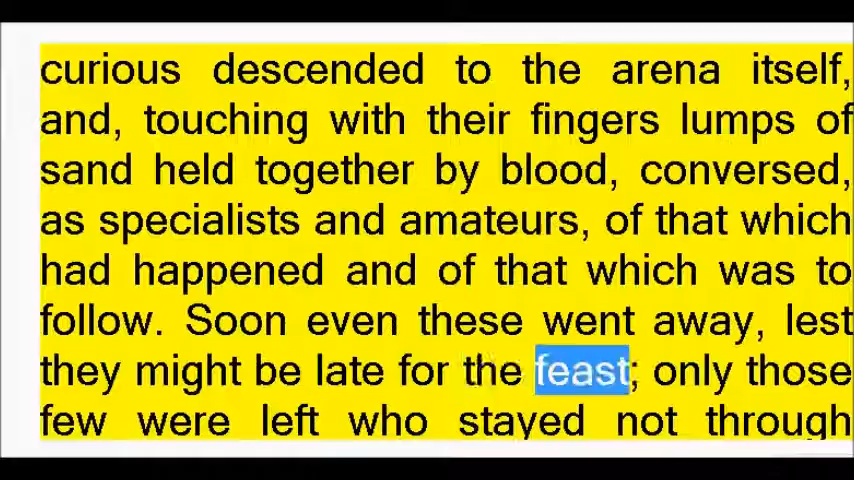 curious descended to the arena itself,
and, touching with their fingers lumps of
sand held together by blood, conversed,
as specialists and amateurs, of that which
had happened and of that which was to
follow. Soon even these went away, lest
they might be late for the feast; only those
few were left who stayed not through